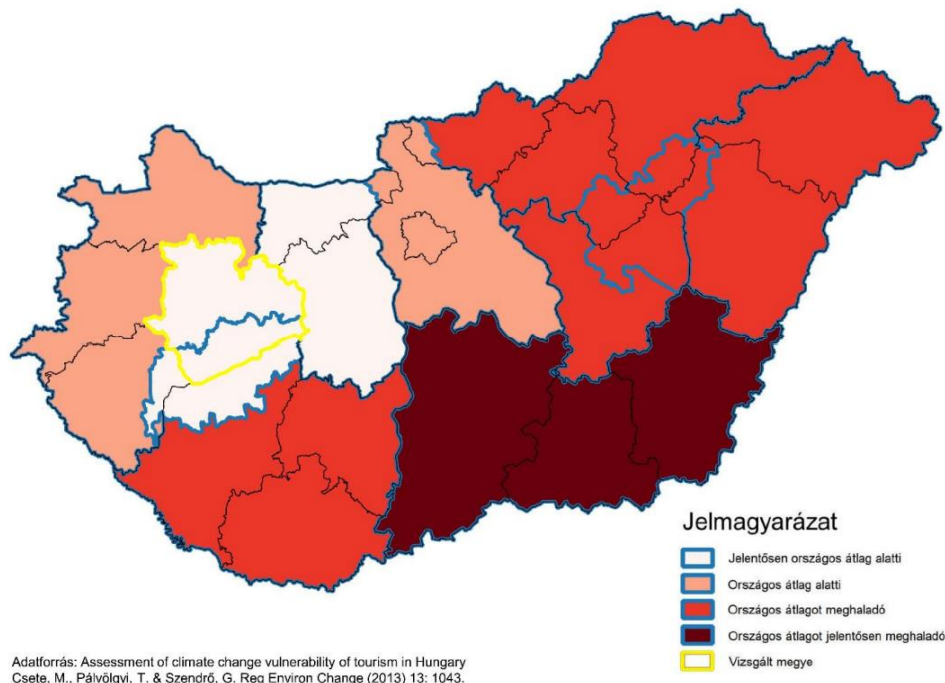 Jelmagyarázat
Jelentősen országos átlag alatti
Országos átlag alatti
Országos átlagot meghaladó
Országos átlagot jelentősen meghaladó
Vizsgált megye
Adatforrás: Assessment of climate change vulnerability of tourism in Hungary
Csete, M., Pálvölgyi, T. & Szendrő, G. Reg Environ Change (2013) 13: 1043.